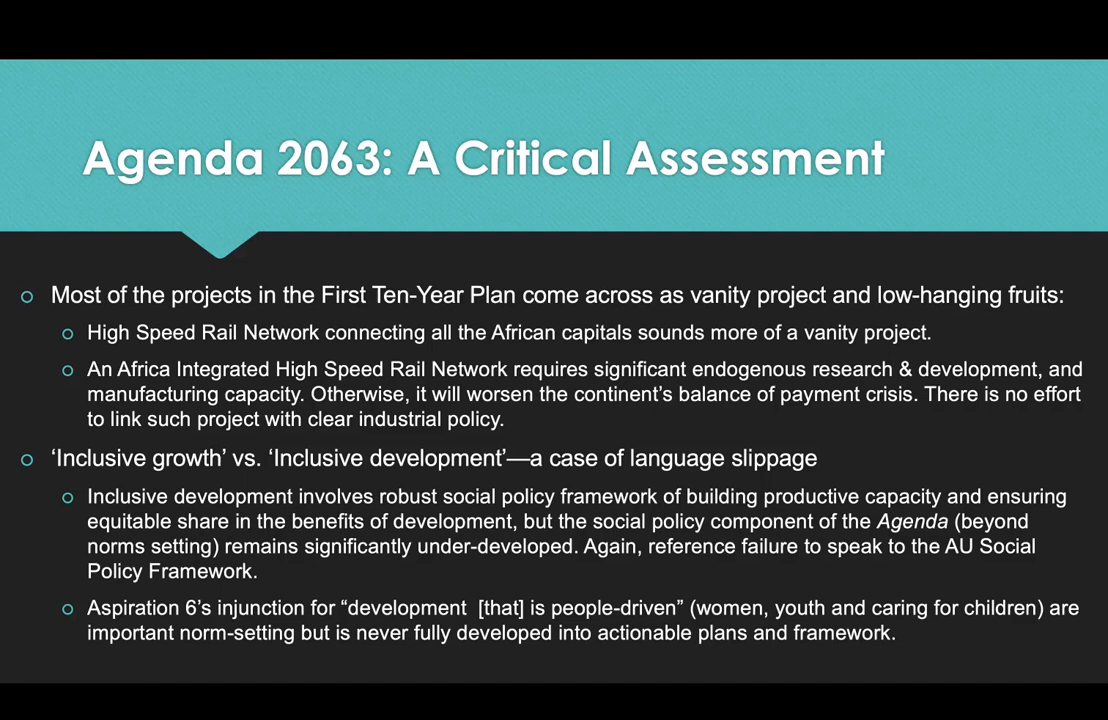 Agenda 2063: A Critical Assessment
Most of the projects in the First Ten-Year Plan come across as vanity project and low-hanging fruits:
High Speed Rail Network connecting all the African capitals sounds more of a vanity project.
An Africa Integrated High Speed Rail Network requires significant endogenous research & development, and
manufacturing capacity. Otherwise, it will worsen the continent’s balance of payment crisis. There is no effort
to link such project with clear industrial policy.
‘Inclusive growth’ vs. ‘Inclusive development’—a case of language slippage
Inclusive development involves robust social policy framework of building productive capacity and ensuring
equitable share in the benefits of development, but the social policy component of the Agenda (beyond
norms setting) remains significantly under-developed. Again, reference failure to speak to the AU Social
Policy Framework.
Aspiration 6’s injunction for “development [that] is people-driven” (women, youth and caring for children) are
important norm-setting but is never fully developed into actionable plans and framework.